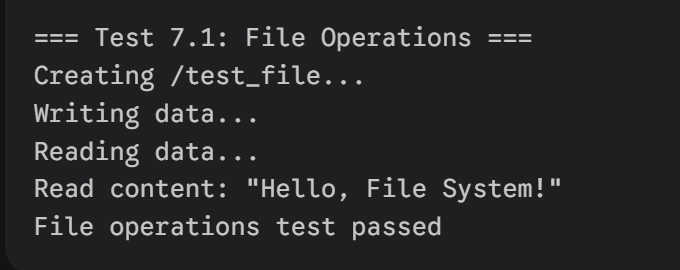 === Test 7.1: File Operations ===
Creating /test_file...
Writing data...
Reading data...
Read content: "Hello, File System!"
File operations test passed